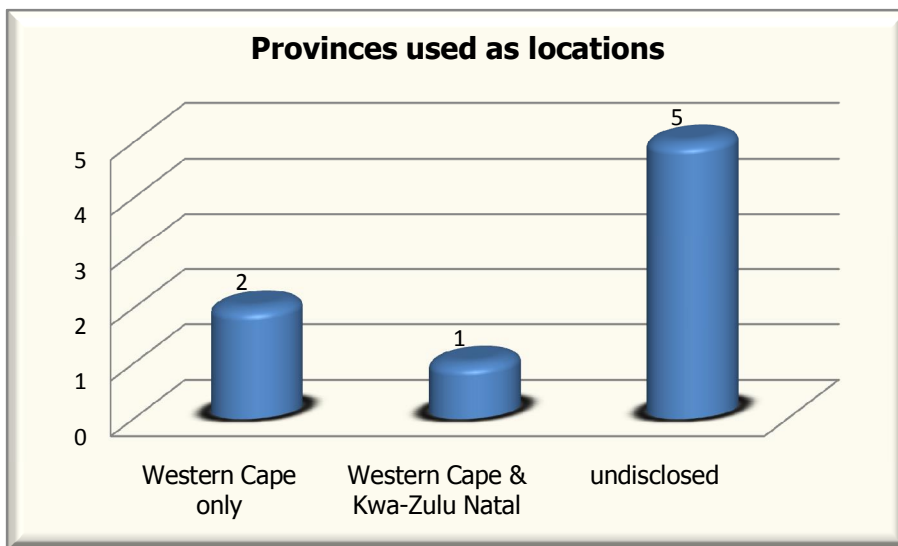 Provinces used as locations
5
4
3
2
1
0
2
1
5
Western Cape
only
Western Cape &
Kwa-Zulu Natal
undisclosed